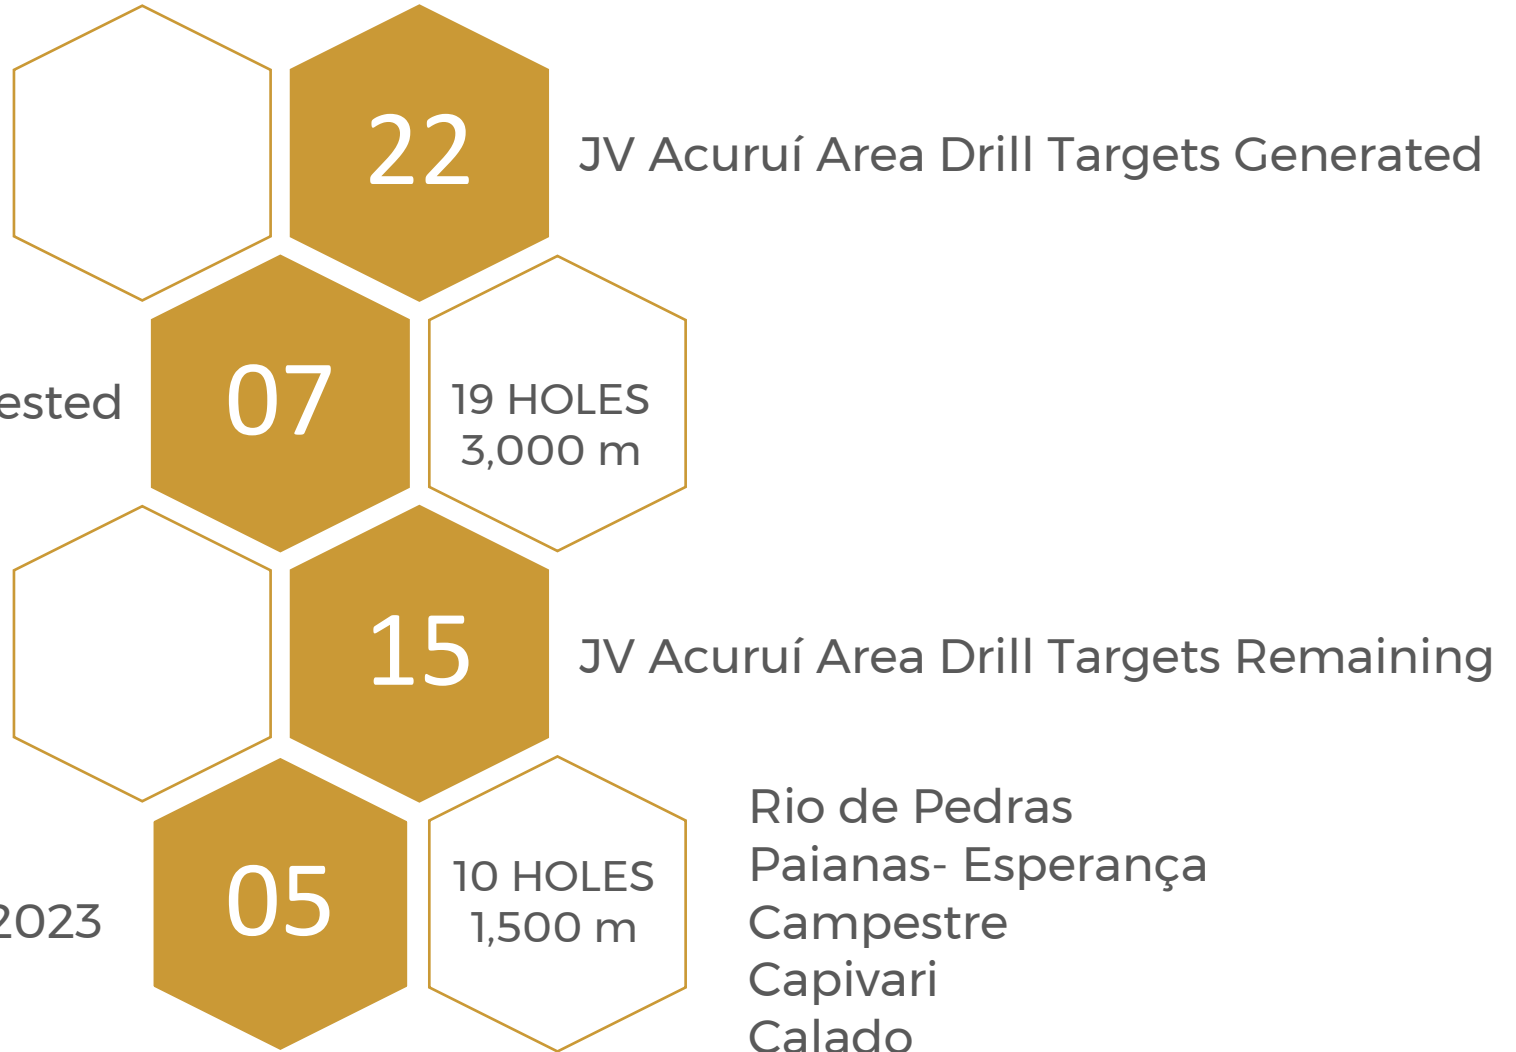 22
JV Acuruí Area Drill Targets Generated
07
19 HOLES
3,000 m
15
JV Acuruí Area Drill Targets Remaining
2023
05
10 HOLES
1,500 m
Rio de Pedras
Paianas- Esperança
Campestre
Capivari
Calado